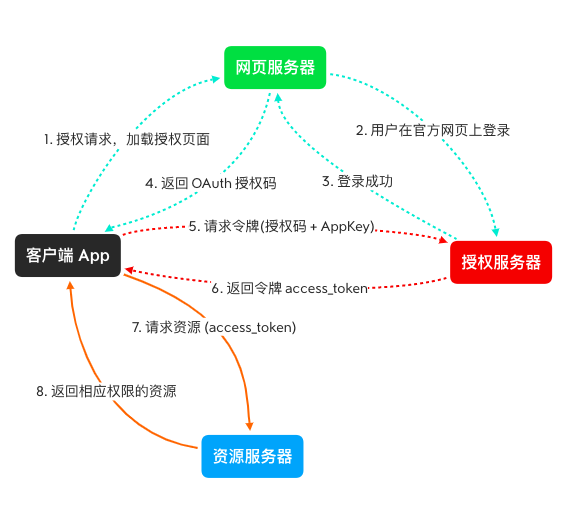 网页服务器
1. 授权请求，加载授权页面
2. 用户在官方网页上登录
3. 登录成功
4. 返回 OAuth 授权码
5. 请求令牌(授权码 + AppKey)
客户端 App
授权服务器
6. 返回令牌 access_token
7. 请求资源 (access_token)
8. 返回相应权限的资源
资源服务器